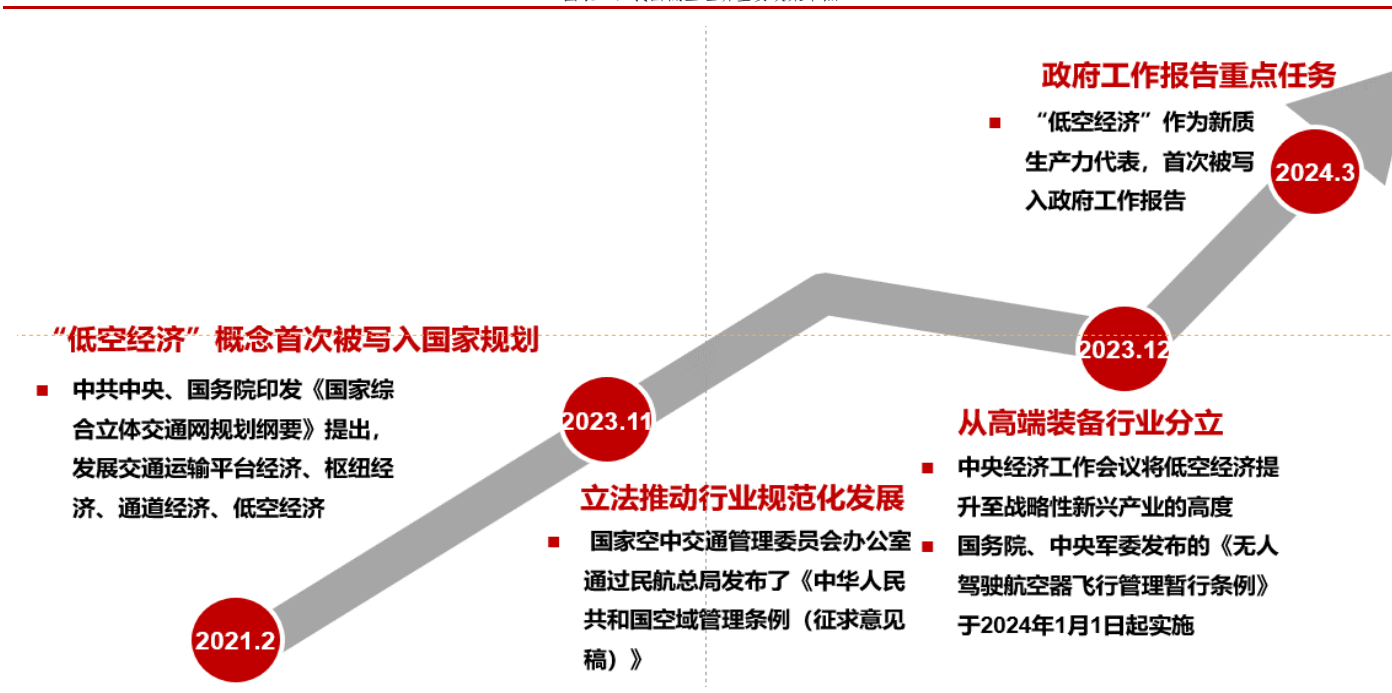 “低空经济”概念首次被写入国家规划
■ 中共中央、国务院印发《国家综
合立体交通网规划纲要》提出，
发展交通运输平台经济、枢纽经
济、通道经济、低空经济
2021.2
2023.11
立法推动行业规范化发展
■ 国家空中交通管理委员会办公室
通过民航总局发布了《中华人民
共和国空域管理条例（征求意见
稿）》
2023.12
从高端装备行业分立
■ 中央经济工作会议将低空经济提
升至战略性新兴产业的高度
■ 国务院、中央军委发布的《无人
驾驶航空器飞行管理暂行条例》
于2024年1月1日起实施
政府工作报告重点任务
■ “低空经济”作为新质
生产力代表，首次被写
入政府工作报告
2024.3